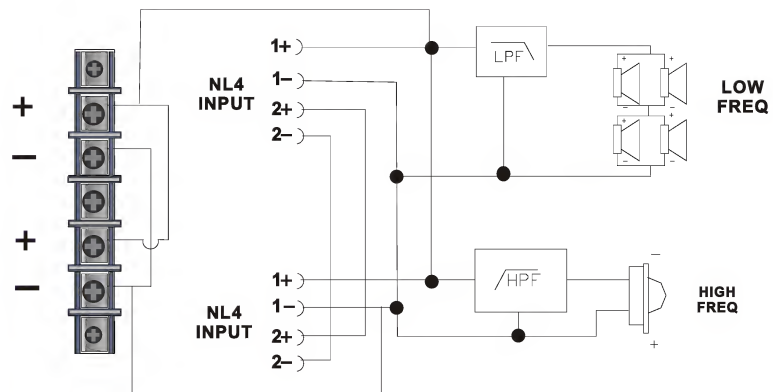 +
−
+
−
NL4
INPUT
1+
1−
2+
2−
LPF
+ +
− −
+ +
− −
LOW
FREQ
NL4
INPUT
1+
1−
2+
2−
HPF
−
+
HIGH
FREQ